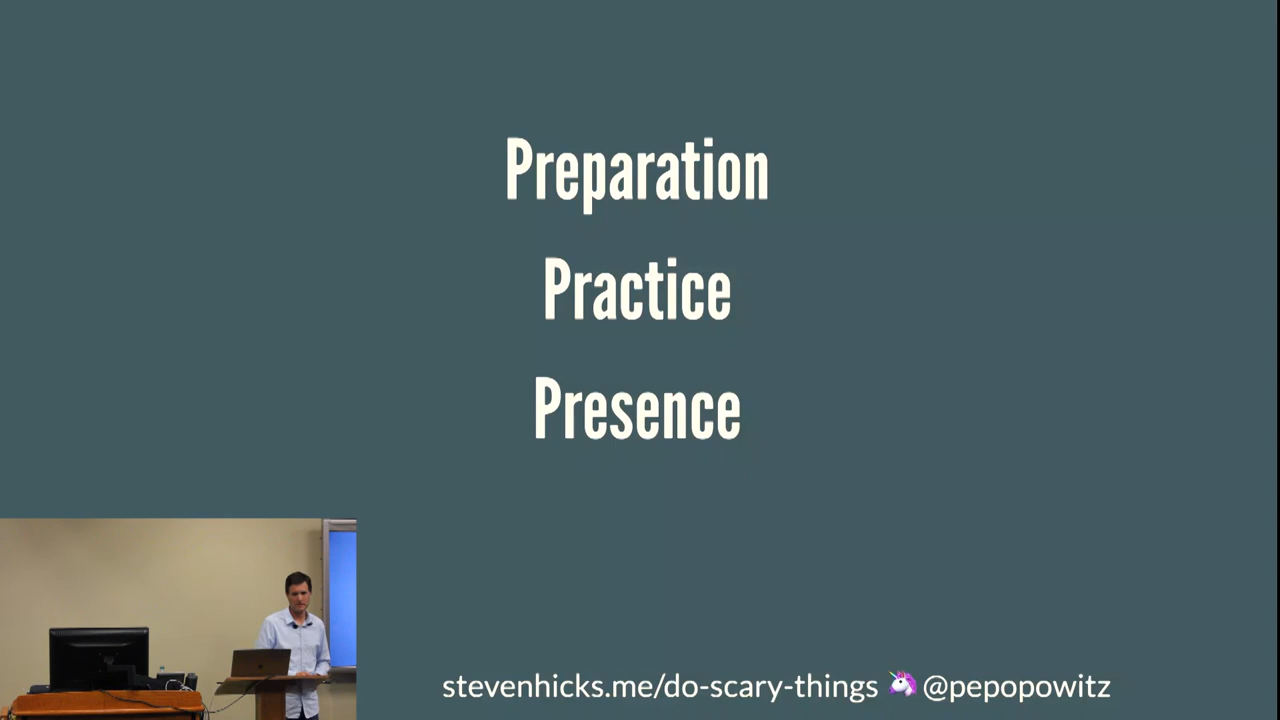 Preparation
Practice
Presence
stevenhicks.me/do-scary-things 🦄 @pepopowitz